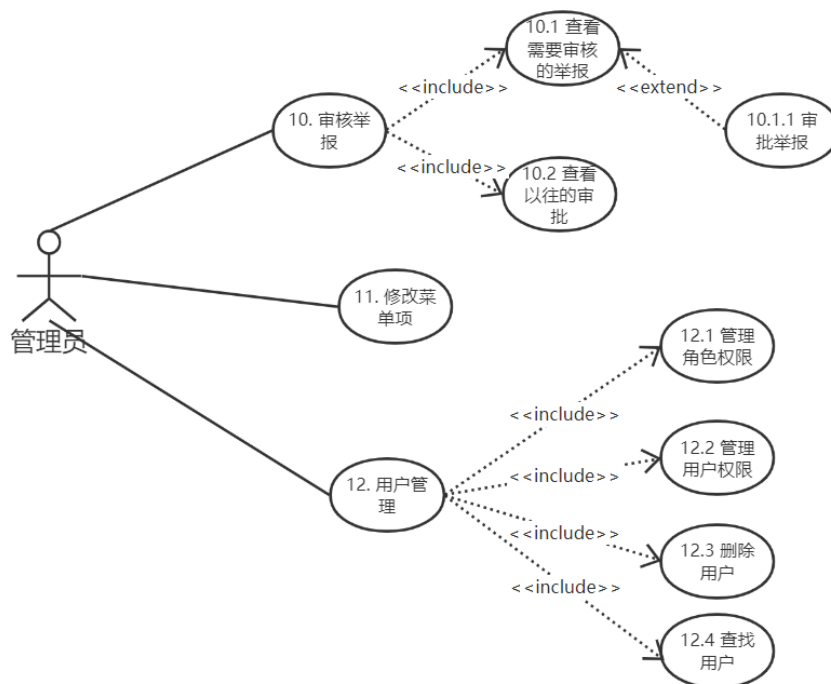 10.1 查看
需要审核
的举报
<<include>>
<<extend>>
10. 审核举
报
10.1.1 审
批举报
<<include>>
10.2 查看
以往的审
批
11. 修改菜
单项
管理员
12.1 管理
角色权限
<<include>>
12.2 管理
用户权限
<<include>>
12. 用户管
理
<<include>>
12.3 删除
用户
<<include>>
12.4 查找
用户